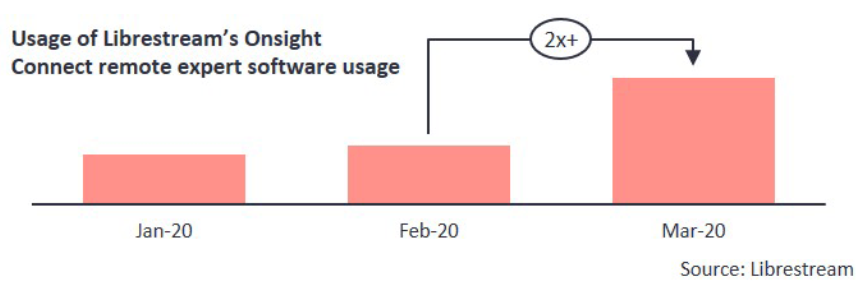 Usage of Librestream’s Onsight
Connect remote expert software usage
2x+
Jan-20
Feb-20
Mar-20
Source: Librestream